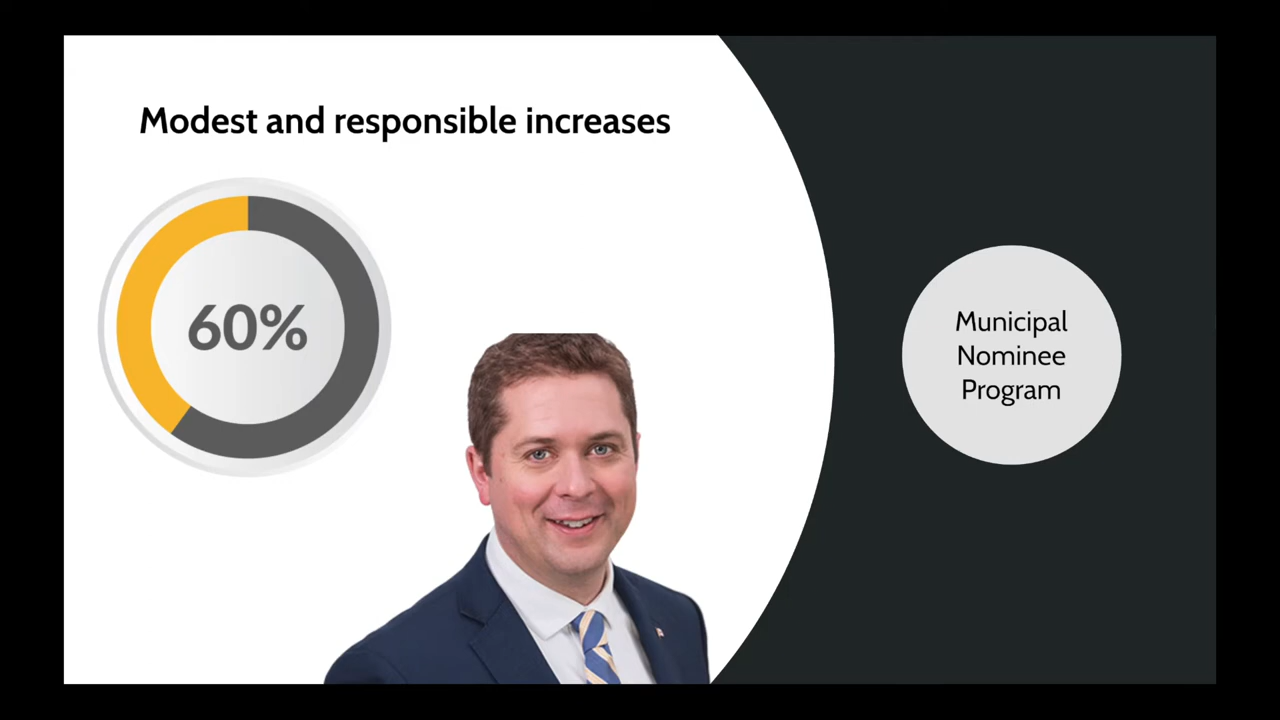 Modest and responsible increases
60%
Municipal
Nominee
Program